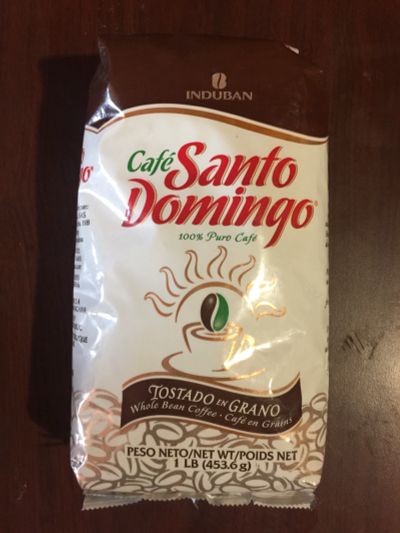 INDUBAN
Café Santo
Domingo®
100% Puro Café
TOSTADO EN GRANO
Whole Bean Coffee · Café en Grains
PESO NETO/NET WT/POIDS NET
1 LB (453.6 g)